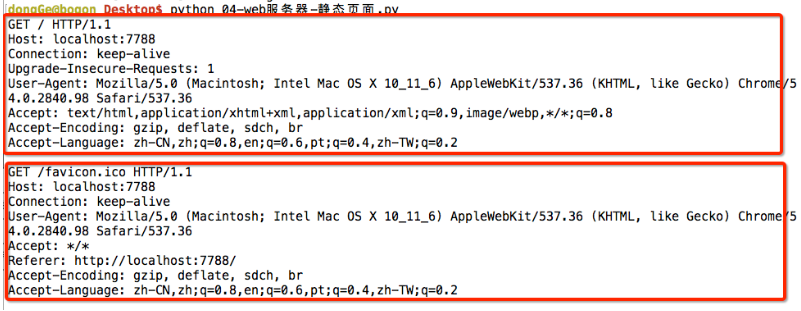 dongGe@bogon Desktop$ python 04-web服务器-静态页面.py
GET / HTTP/1.1
Host: localhost:7788
Connection: keep-alive
Upgrade-Insecure-Requests: 1
User-Agent: Mozilla/5.0 (Macintosh; Intel Mac OS X 10_11_6) AppleWebKit/537.36 (KHTML, like Gecko) Chrome/5
4.0.2840.98 Safari/537.36
Accept: text/html,application/xhtml+xml,application/xml;q=0.9,image/webp,*/*;q=0.8
Accept-Encoding: gzip, deflate, sdch, br
Accept-Language: zh-CN,zh;q=0.8,en;q=0.6,pt;q=0.4,zh-TW;q=0.2
GET /favicon.ico HTTP/1.1
Host: localhost:7788
Connection: keep-alive
User-Agent: Mozilla/5.0 (Macintosh; Intel Mac OS X 10_11_6) AppleWebKit/537.36 (KHTML, like Gecko) Chrome/5
4.0.2840.98 Safari/537.36
Accept: */*
Referer: http://localhost:7788/
Accept-Encoding: gzip, deflate, sdch, br
Accept-Language: zh-CN,zh;q=0.8,en;q=0.6,pt;q=0.4,zh-TW;q=0.2